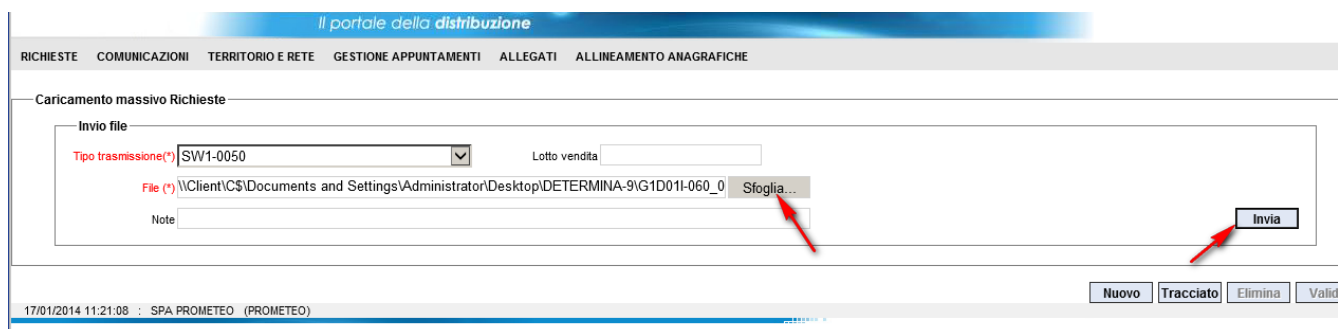 Il portale della distribuzione
RICHIESTE COMUNICAZIONI TERRITORIO E RETE GESTIONE APPUNTAMENTI ALLEGATI ALLINEAMENTO ANAGRAFICHE
Caricamento massivo Richieste
Invio file
Tipo trasmissione(*) SW1-0050 Lotto vendita
File (*) \\Client\C$\Documents and Settings\Administrator\Desktop\DETERMINA-9\G1D01I-060_0 Sfoglia...
Note Invia
Nuovo Tracciato Elimina Valid
17/01/2014 11:21:08 : SPA PROMETEO (PROMETEO)